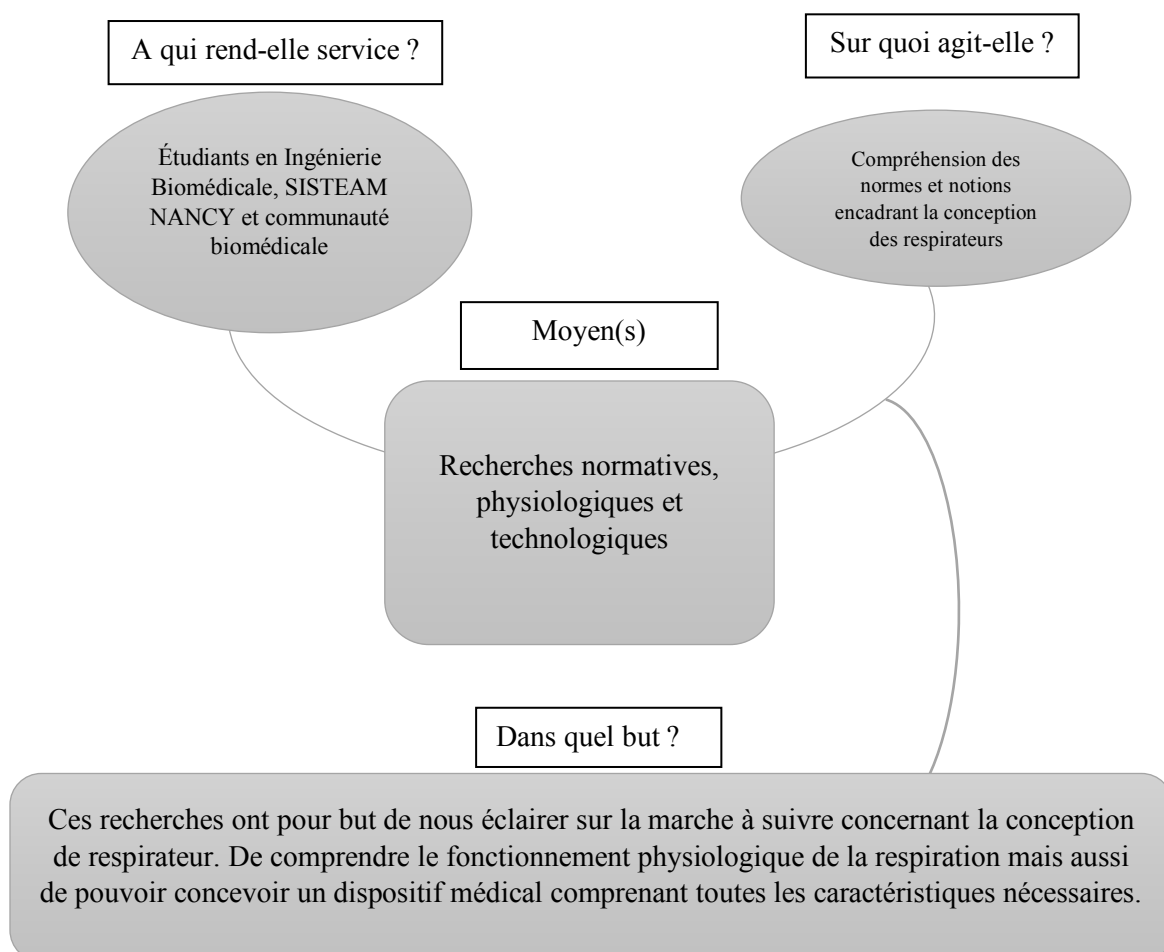 A qui rend-elle service ?
Sur quoi agit-elle ?
Étudiants en Ingénierie
Biomédicale, SISTEAM
NANCY et communauté
biomédicale
Compréhension des
normes et notions
encadrant la conception
des respirateurs
Moyen(s)
Recherches normatives,
physiologiques et
technologiques
Dans quel but ?
Ces recherches ont pour but de nous éclairer sur la marche à suivre concernant la conception
de respirateur. De comprendre le fonctionnement physiologique de la respiration mais aussi
de pouvoir concevoir un dispositif médical comprenant toutes les caractéristiques nécessaires.